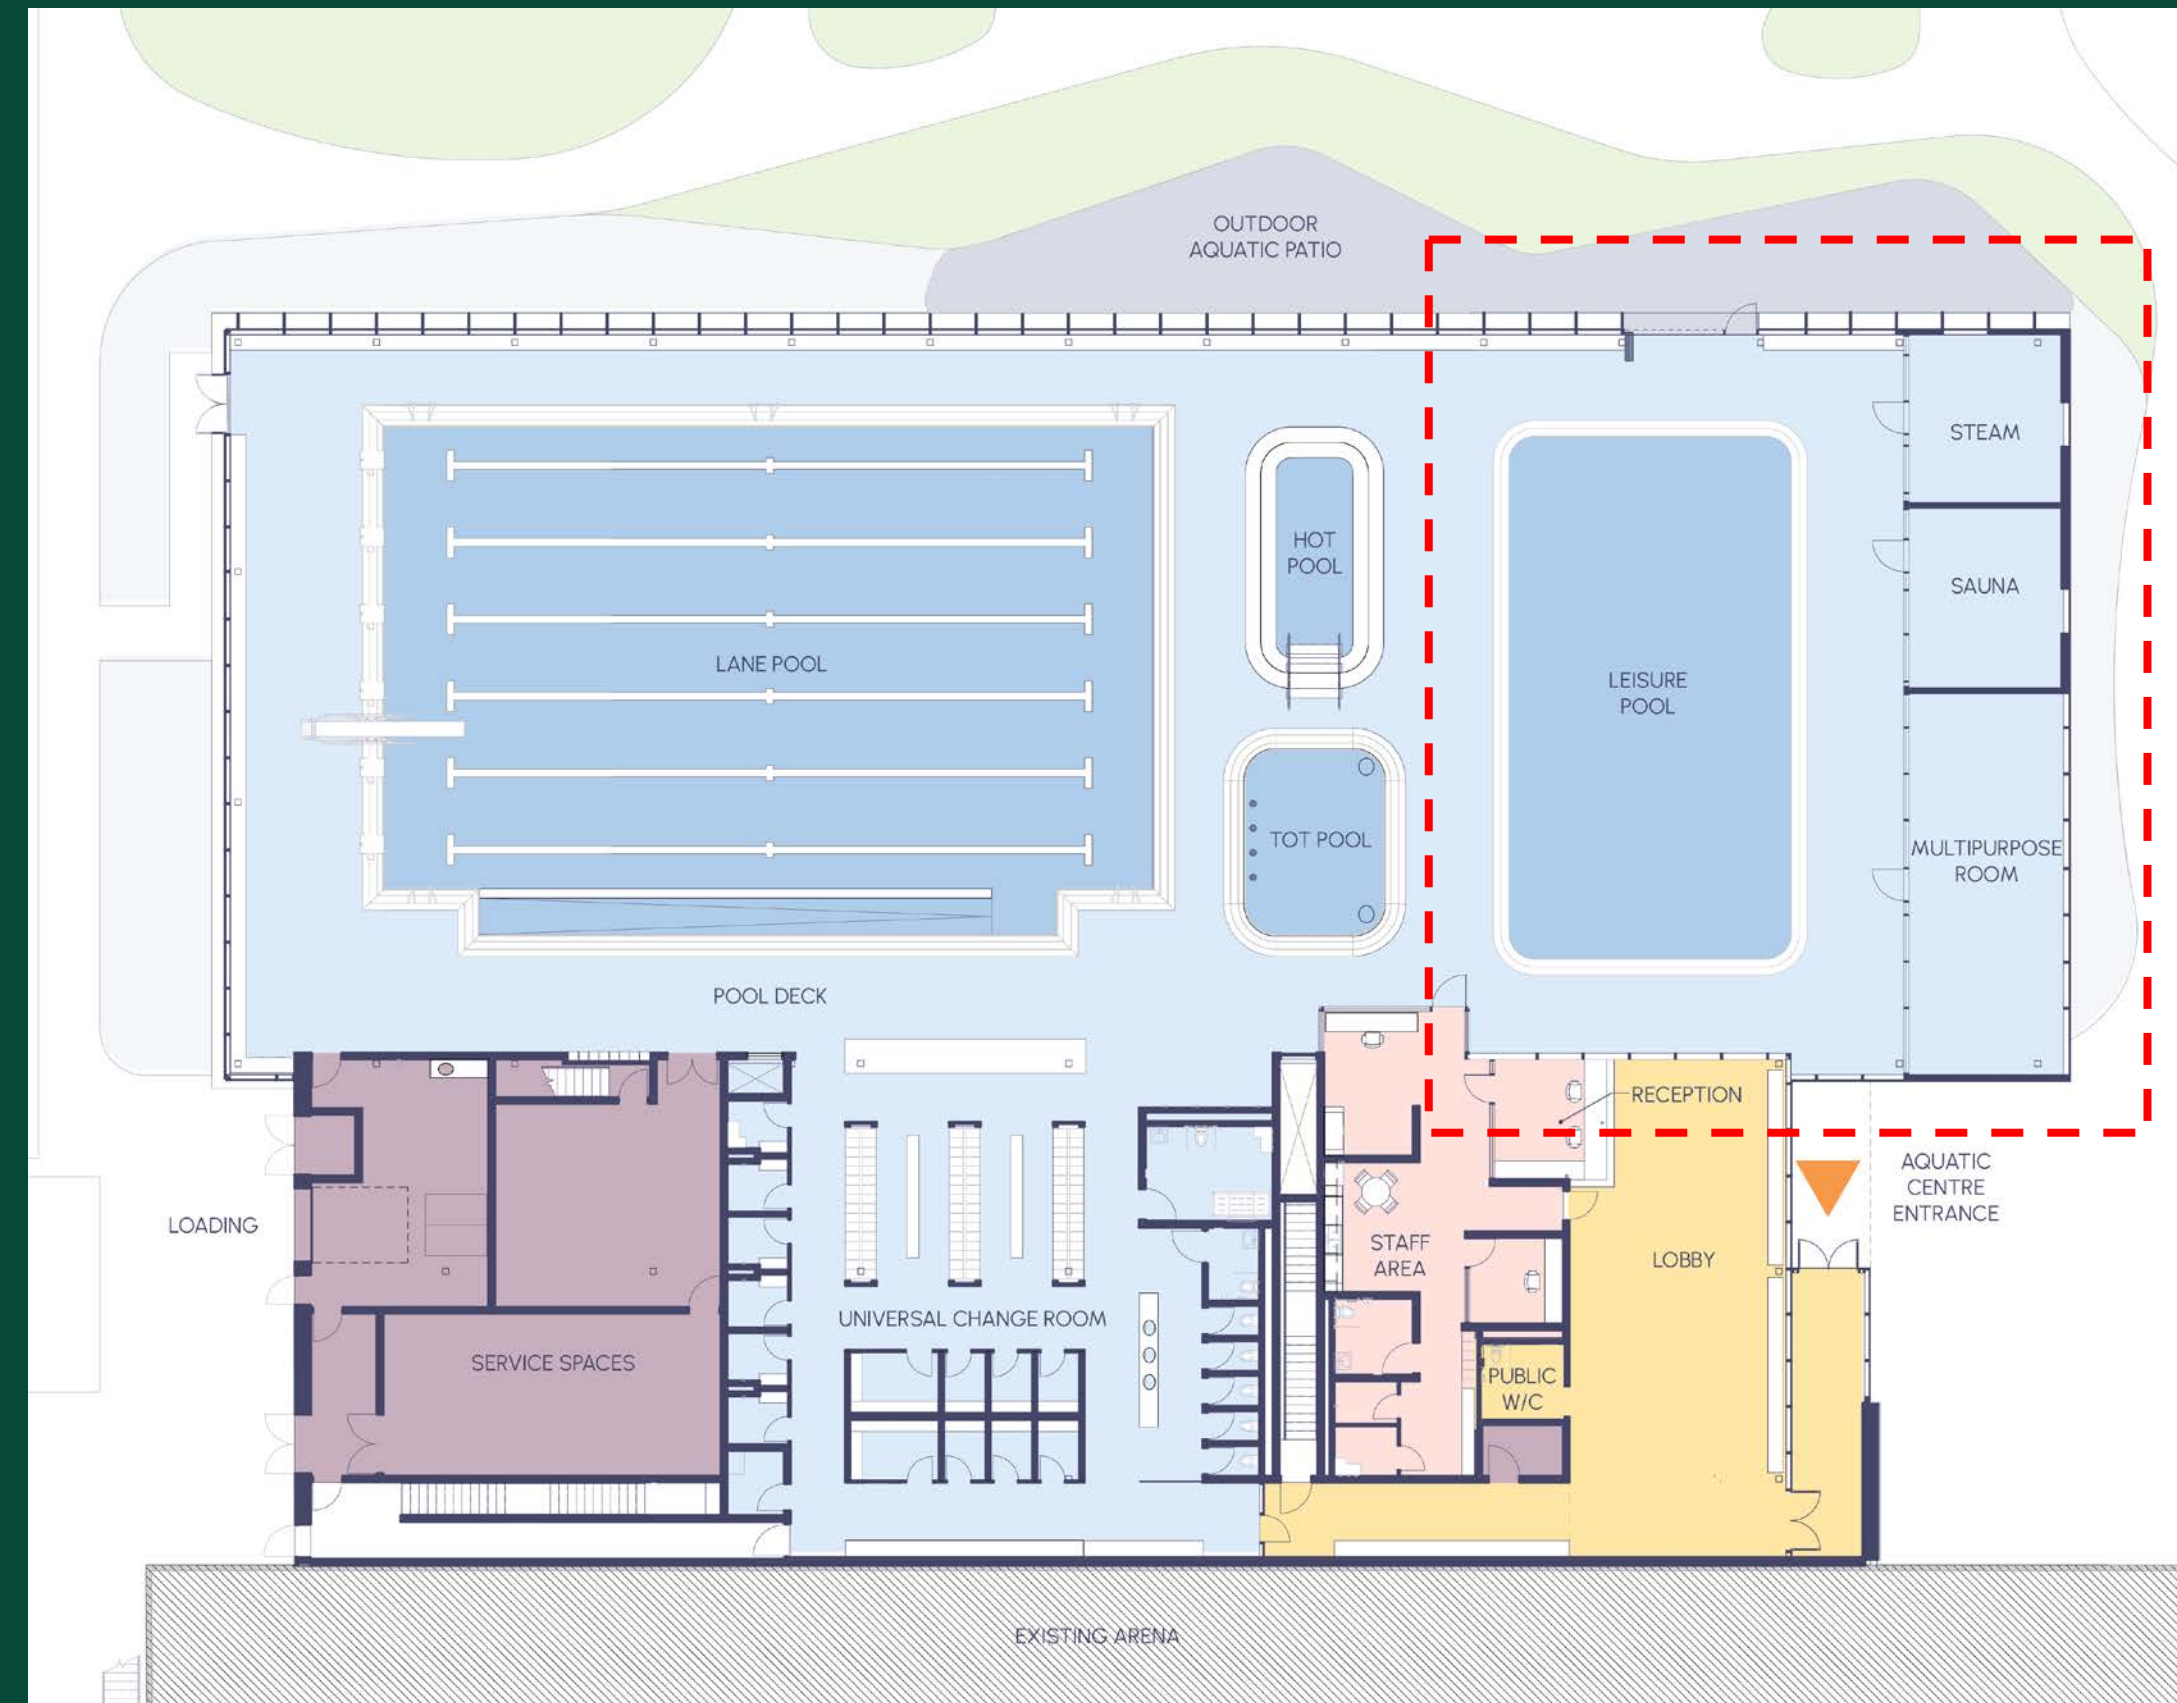 OUTDOOR
AQUATIC PATIO
STEAM
HOT
POOL
SAUNA
LANE POOL
LEISURE
POOL
TOT POOL
MULTIPURPOSE
ROOM
POOL DECK
RECEPTION
AQUATIC
CENTRE
ENTRANCE
LOADING
STAFF
AREA
LOBBY
UNIVERSAL CHANGE ROOM
SERVICE SPACES
PUBLIC
W/C
EXISTING ARENA